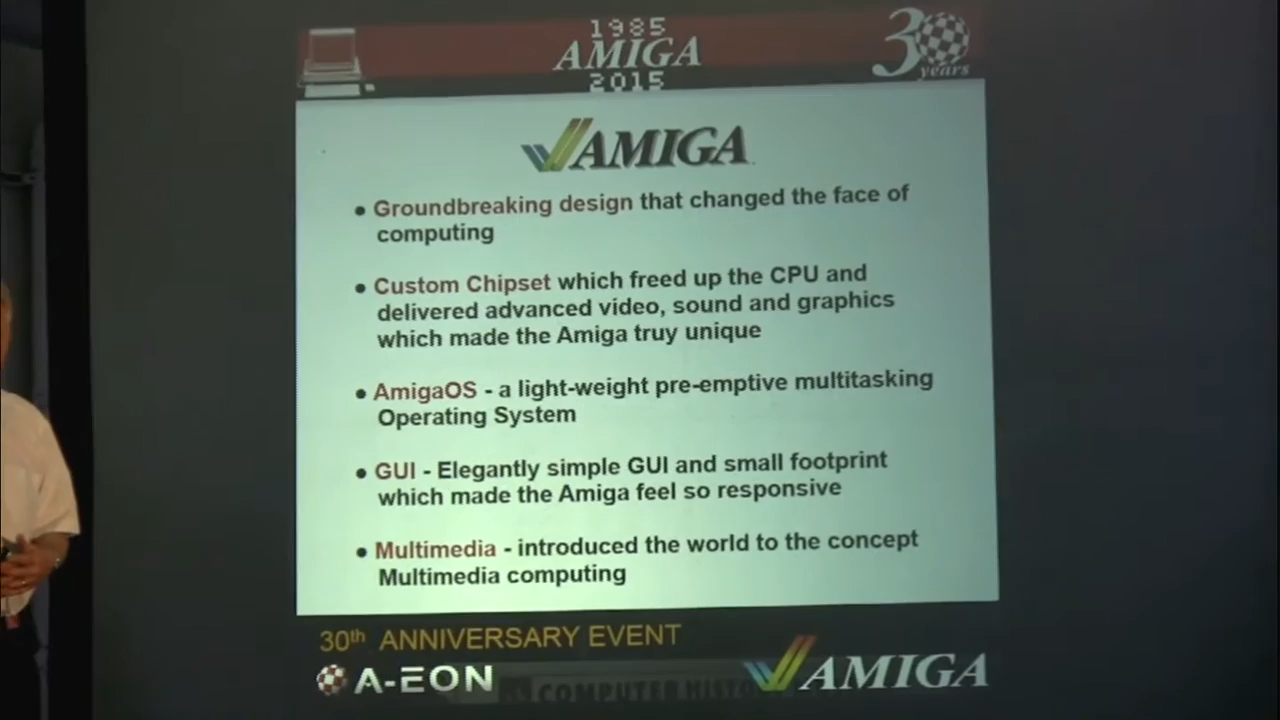 1985
AMIGA
2015
30
years
AMIGA
• Groundbreaking design that changed the face of
computing
• Custom Chipset which freed up the CPU and
delivered advanced video, sound and graphics
which made the Amiga truy unique
• AmigaOS - a light-weight pre-emptive multitasking
Operating System
• GUI - Elegantly simple GUI and small footprint
which made the Amiga feel so responsive
• Multimedia - introduced the world to the concept
Multimedia computing
30th ANNIVERSARY EVENT
A-EON
COMPUTER
AMIGA